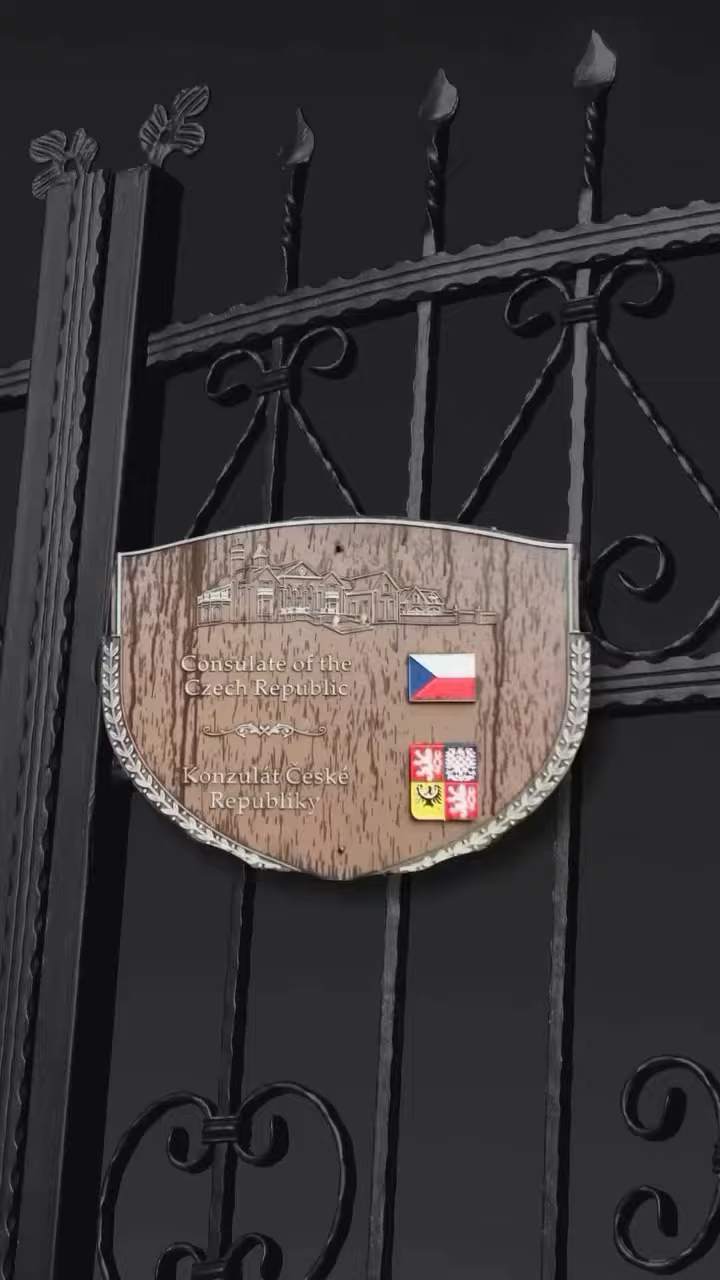 Consulate of the
Czech Republic
Konzulát České
Republiky